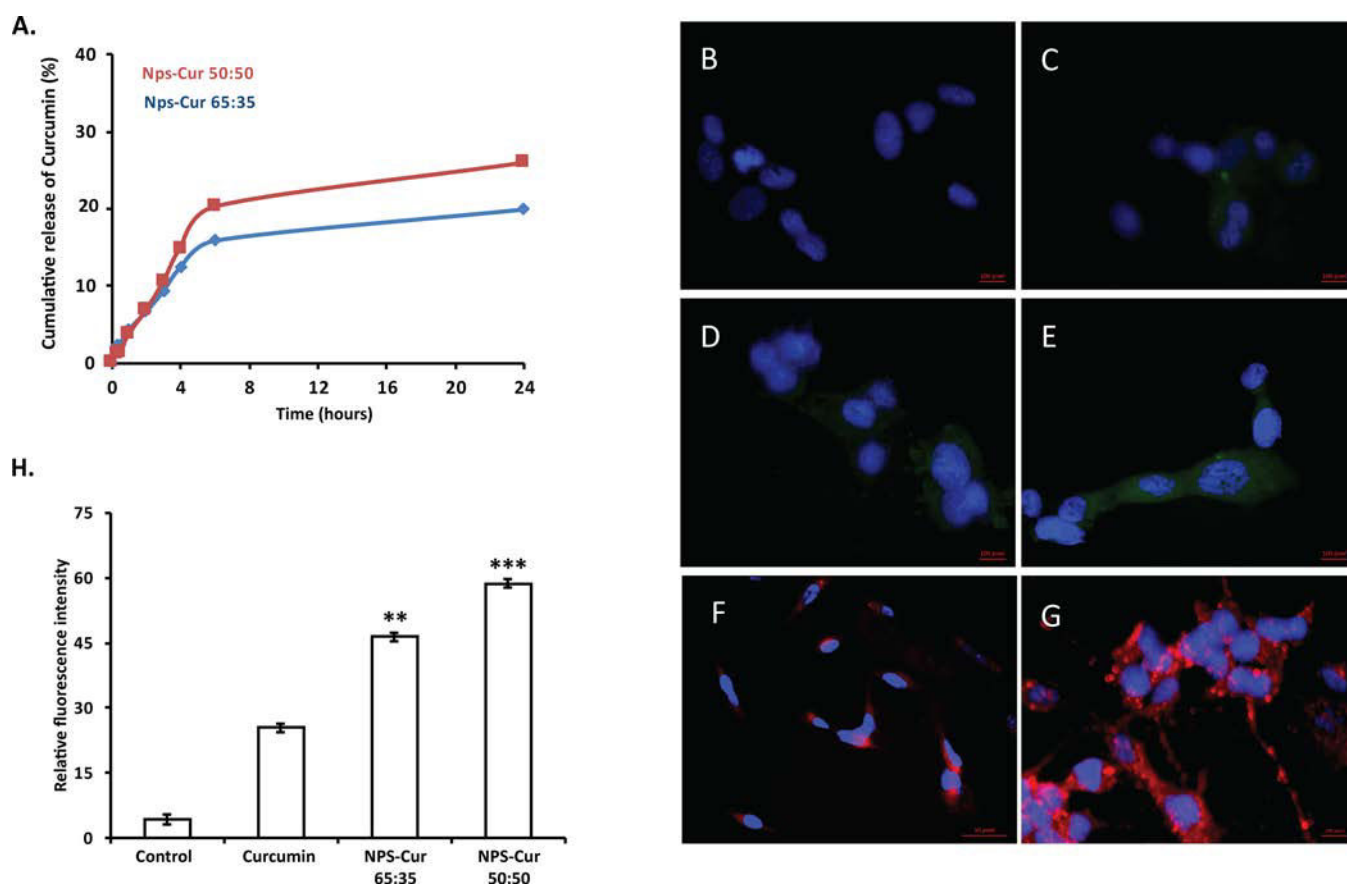 A.
Cumulative release of Curcumin (%)
40
30
20
10
0
Nps-Cur 50:50
Nps-Cur 65:35
0 4 8 12 16 20 24
Time (hours)
B
C
D
E
F
G
H.
Relative fluorescence intensity
75
60
45
30
15
0
**
***
Control Curcumin NPS-Cur NPS-Cur
65:35 50:50